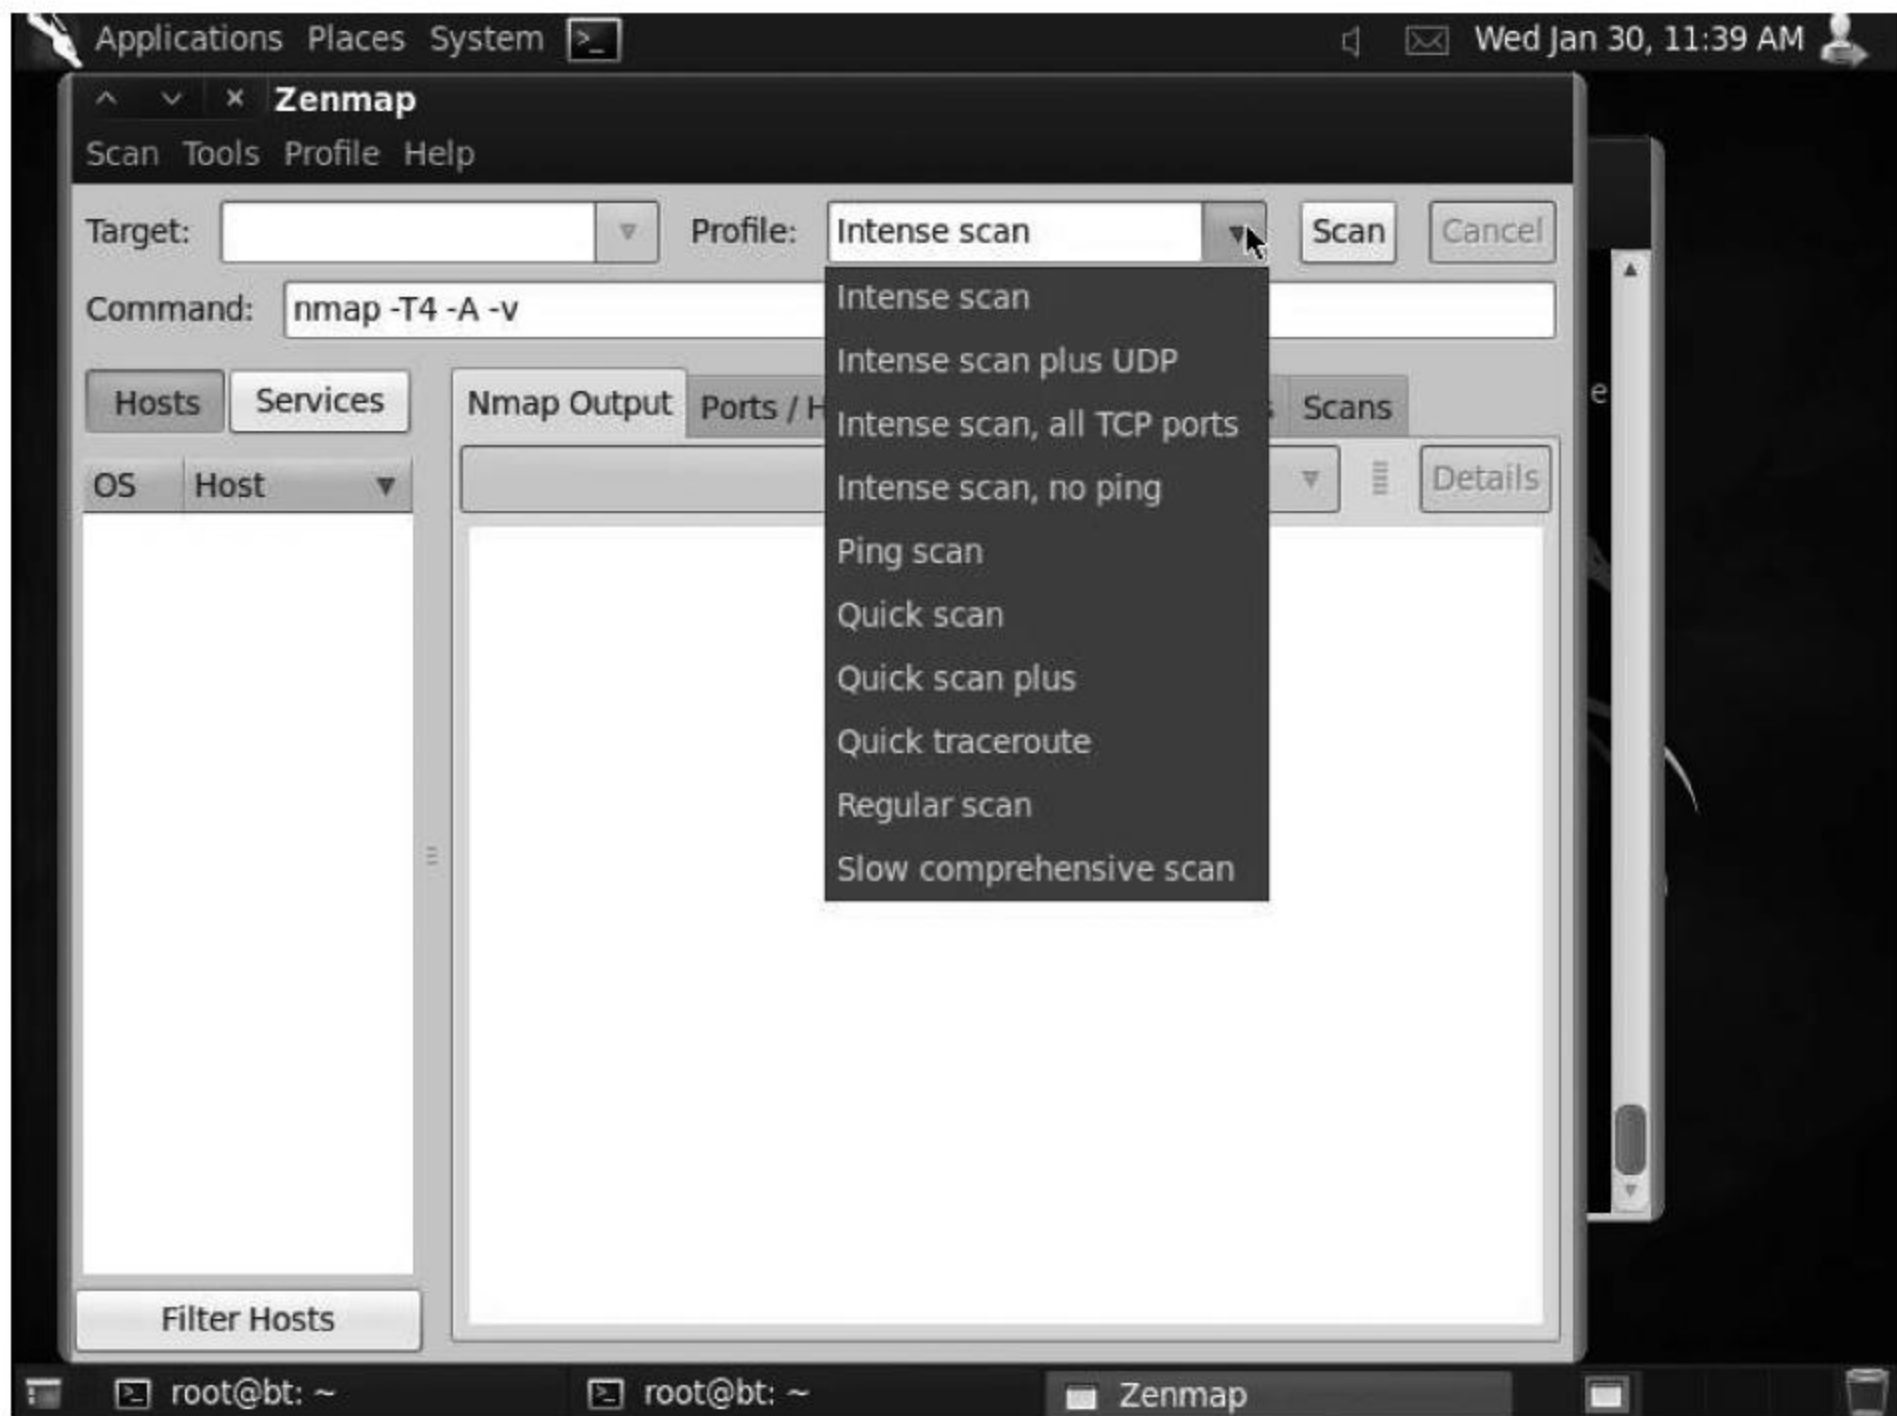 Applications Places System Wed Jan 30, 11:39 AM
Zenmap
Scan Tools Profile Help
Target: Profile: Intense scan Scan Cancel
Command: nmap -T4 -A -v
Intense scan
Intense scan plus UDP
Intense scan, all TCP ports
Intense scan, no ping
Ping scan
Quick scan
Quick scan plus
Quick traceroute
Regular scan
Slow comprehensive scan
Hosts Services Nmap Output Ports / H s Scans
e
OS Host Details
Filter Hosts
root@bt: ~ root@bt: ~ Zenmap